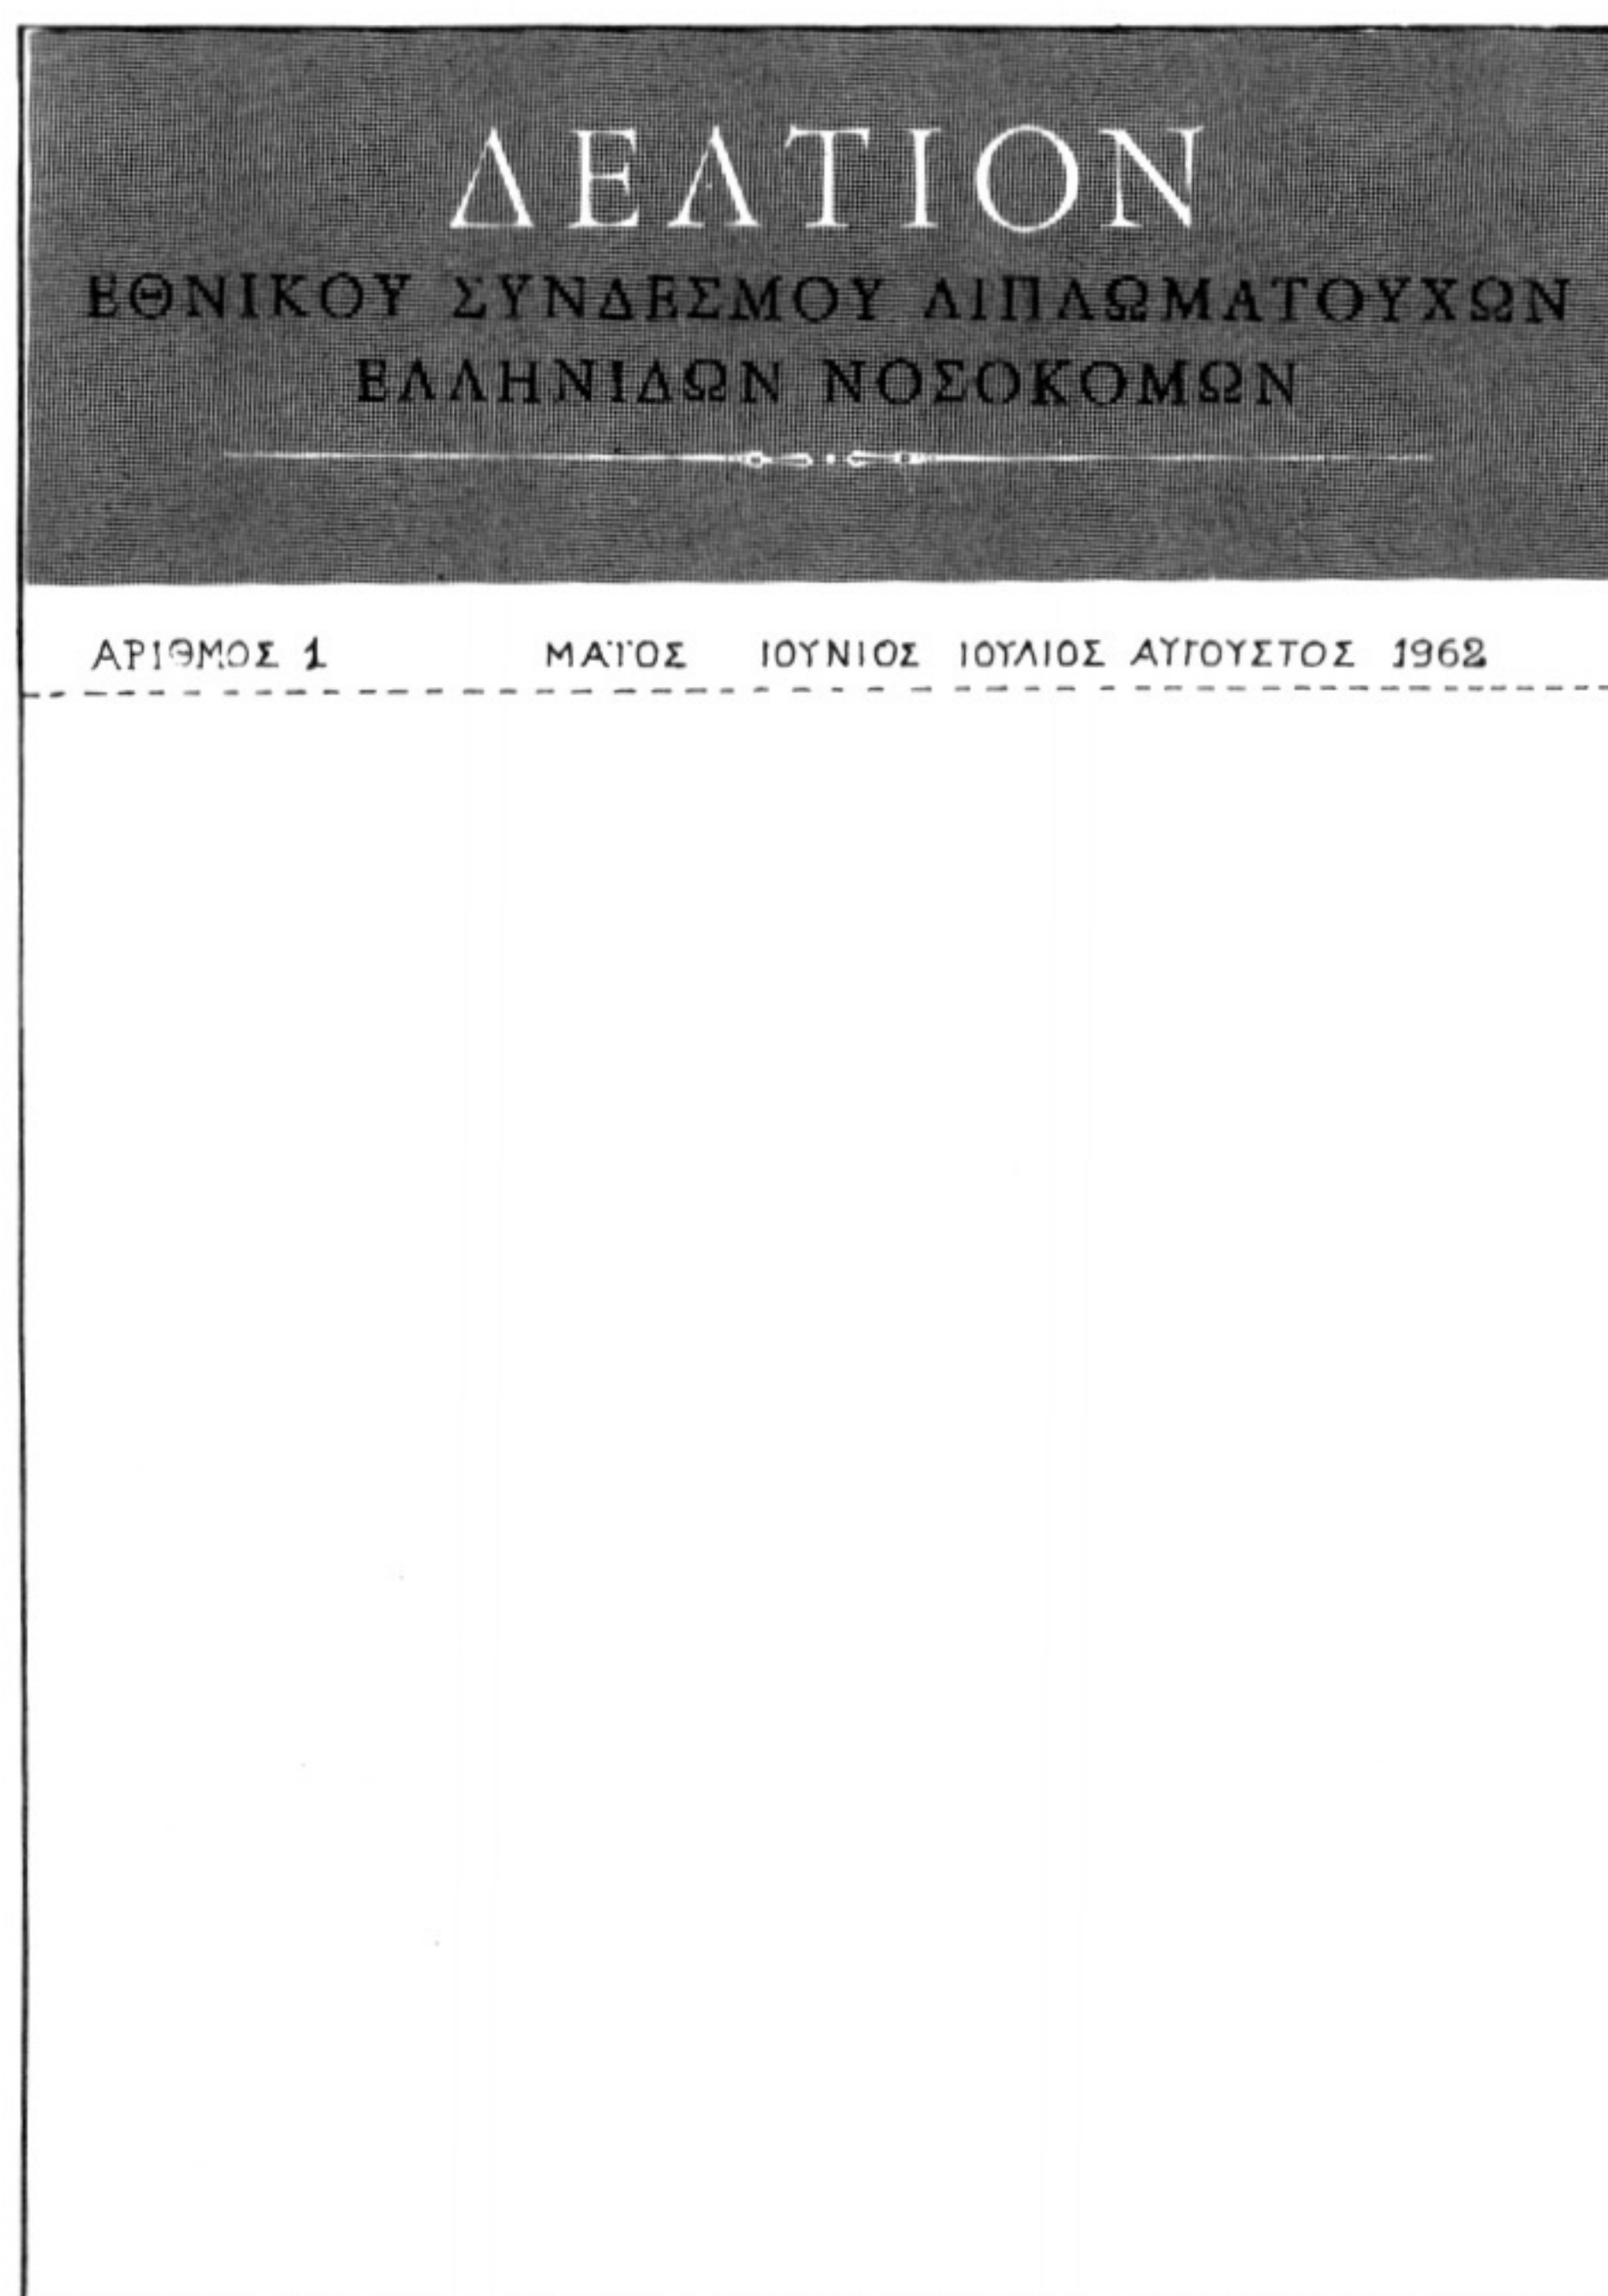 ΔΕΛΤΙΟΝ
ΕΘΝΙΚΟΥ ΣΥΝΔΕΣΜΟΥ ΔΙΠΛΩΜΑΤΟΥΧΩΝ
ΕΛΛΗΝΙΔΩΝ ΝΟΣΟΚΟΜΩΝ
ΑΡΙΘΜΟΣ 1 ΜΑΪΟΣ ΙΟΥΝΙΟΣ ΙΟΥΛΙΟΣ ΑΥΓΟΥΣΤΟΣ 1962